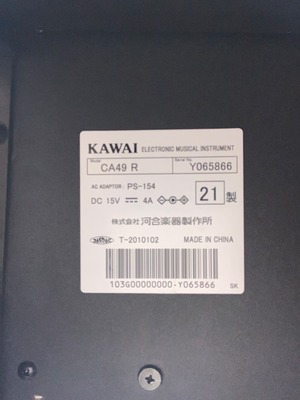 KAWAI ELECTRONIC MUSICAL INSTRUMENT
Model CA49 R Serial No. Y065866
AC ADAPTOR : PS-154
DC 15V 4A 21 製
株式会社 河合楽器製作所
T-2010102 MADE IN CHINA
103G00000000-Y065866 SK